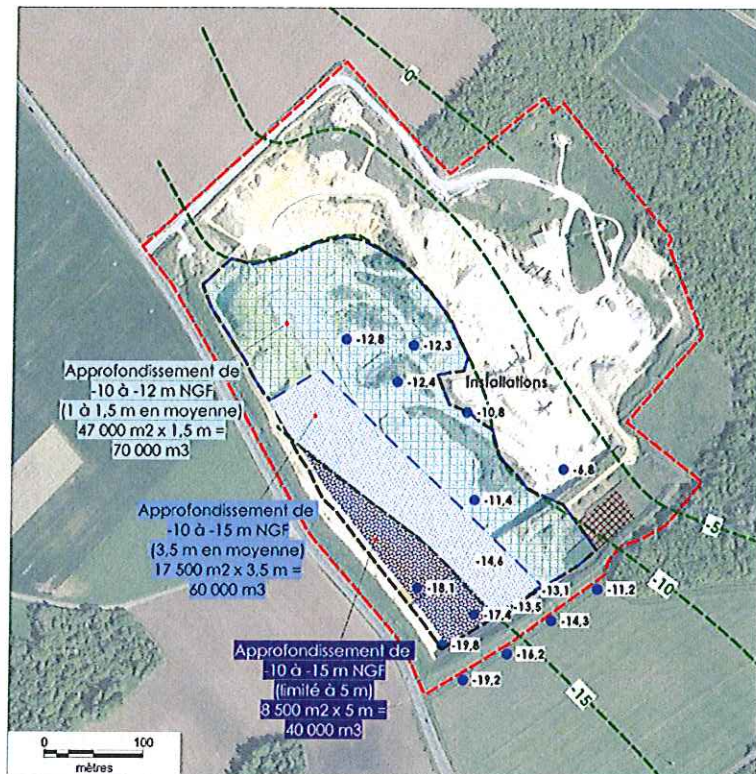 0
-12,8
-12,3
Approfondissement de
-10 à -12 m NGF
(1 à 1,5 m en moyenne)
47 000 m2 x 1,5 m =
70 000 m3
-12,4
Installations
-10,8
-6,8
-11,4
-5
Approfondissement de
-10 à -15 m NGF
(3,5 m en moyenne)
17 500 m2 x 3,5 m =
60 000 m3
-14,6
-10
-18,1
-13,1
-11,2
-13,5
-17,4
-14,3
-19,8
-16,2
-19,2
-15
Approfondissement de
-10 à -15 m NGF
(limité à 5 m)
8 500 m2 x 5 m =
40 000 m3
0 100
mètres